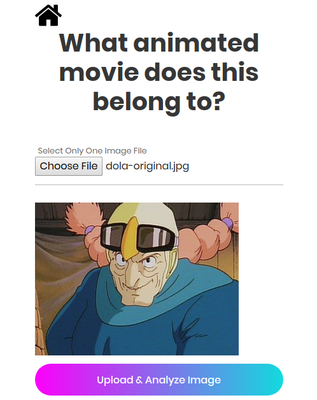 What animated
movie does this
belong to?
Select Only One Image File
Choose File dola-original.jpg
Upload & Analyze Image